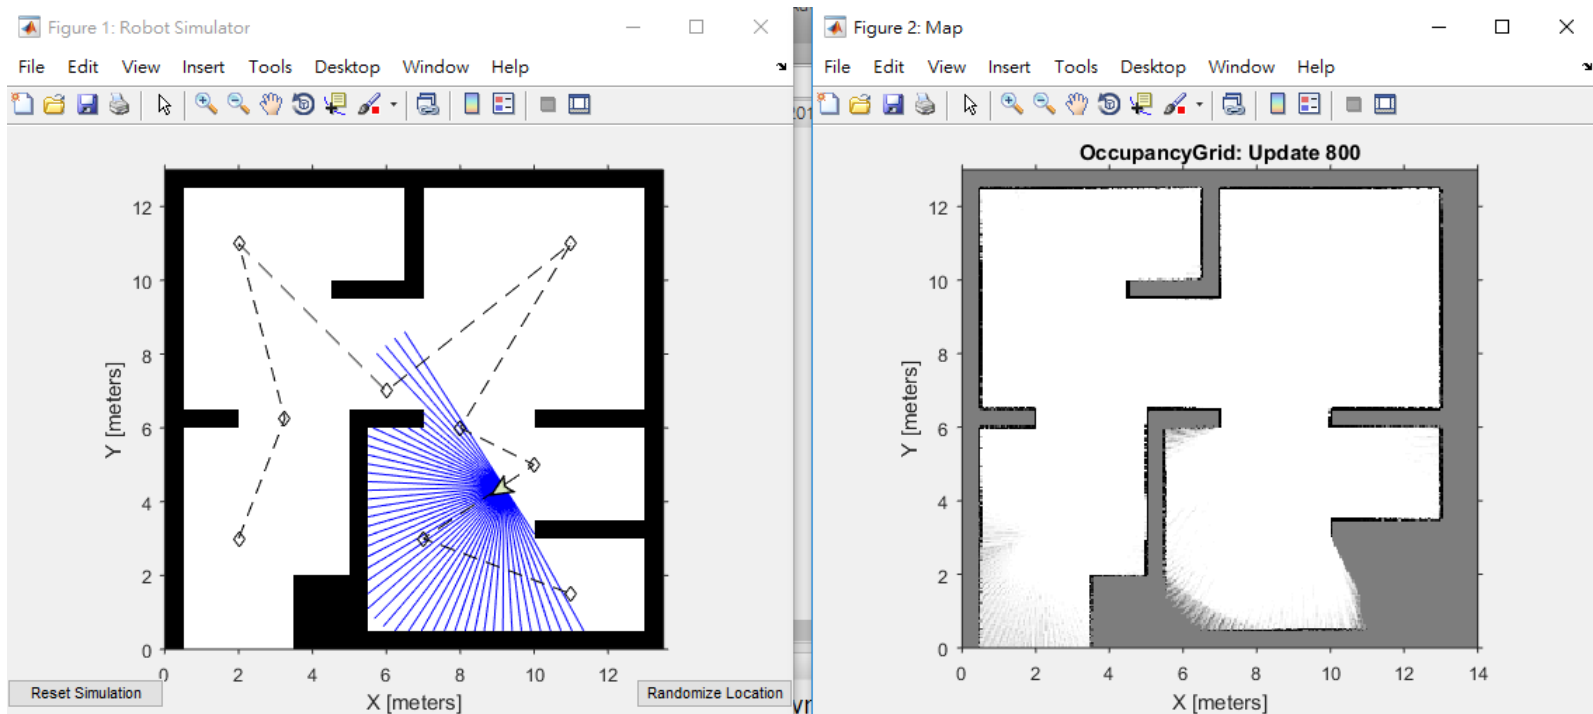 Figure 1: Robot Simulator
File Edit View Insert Tools Desktop Window Help
12
10
8
6
4
2
0
Y [meters]
0 2 4 6 8 10 12
X [meters]
Reset Simulation
Randomize Location
Figure 2: Map
File Edit View Insert Tools Desktop Window Help
OccupancyGrid: Update 800
12
10
8
6
4
2
0
Y [meters]
0 2 4 6 8 10 12 14
X [meters]